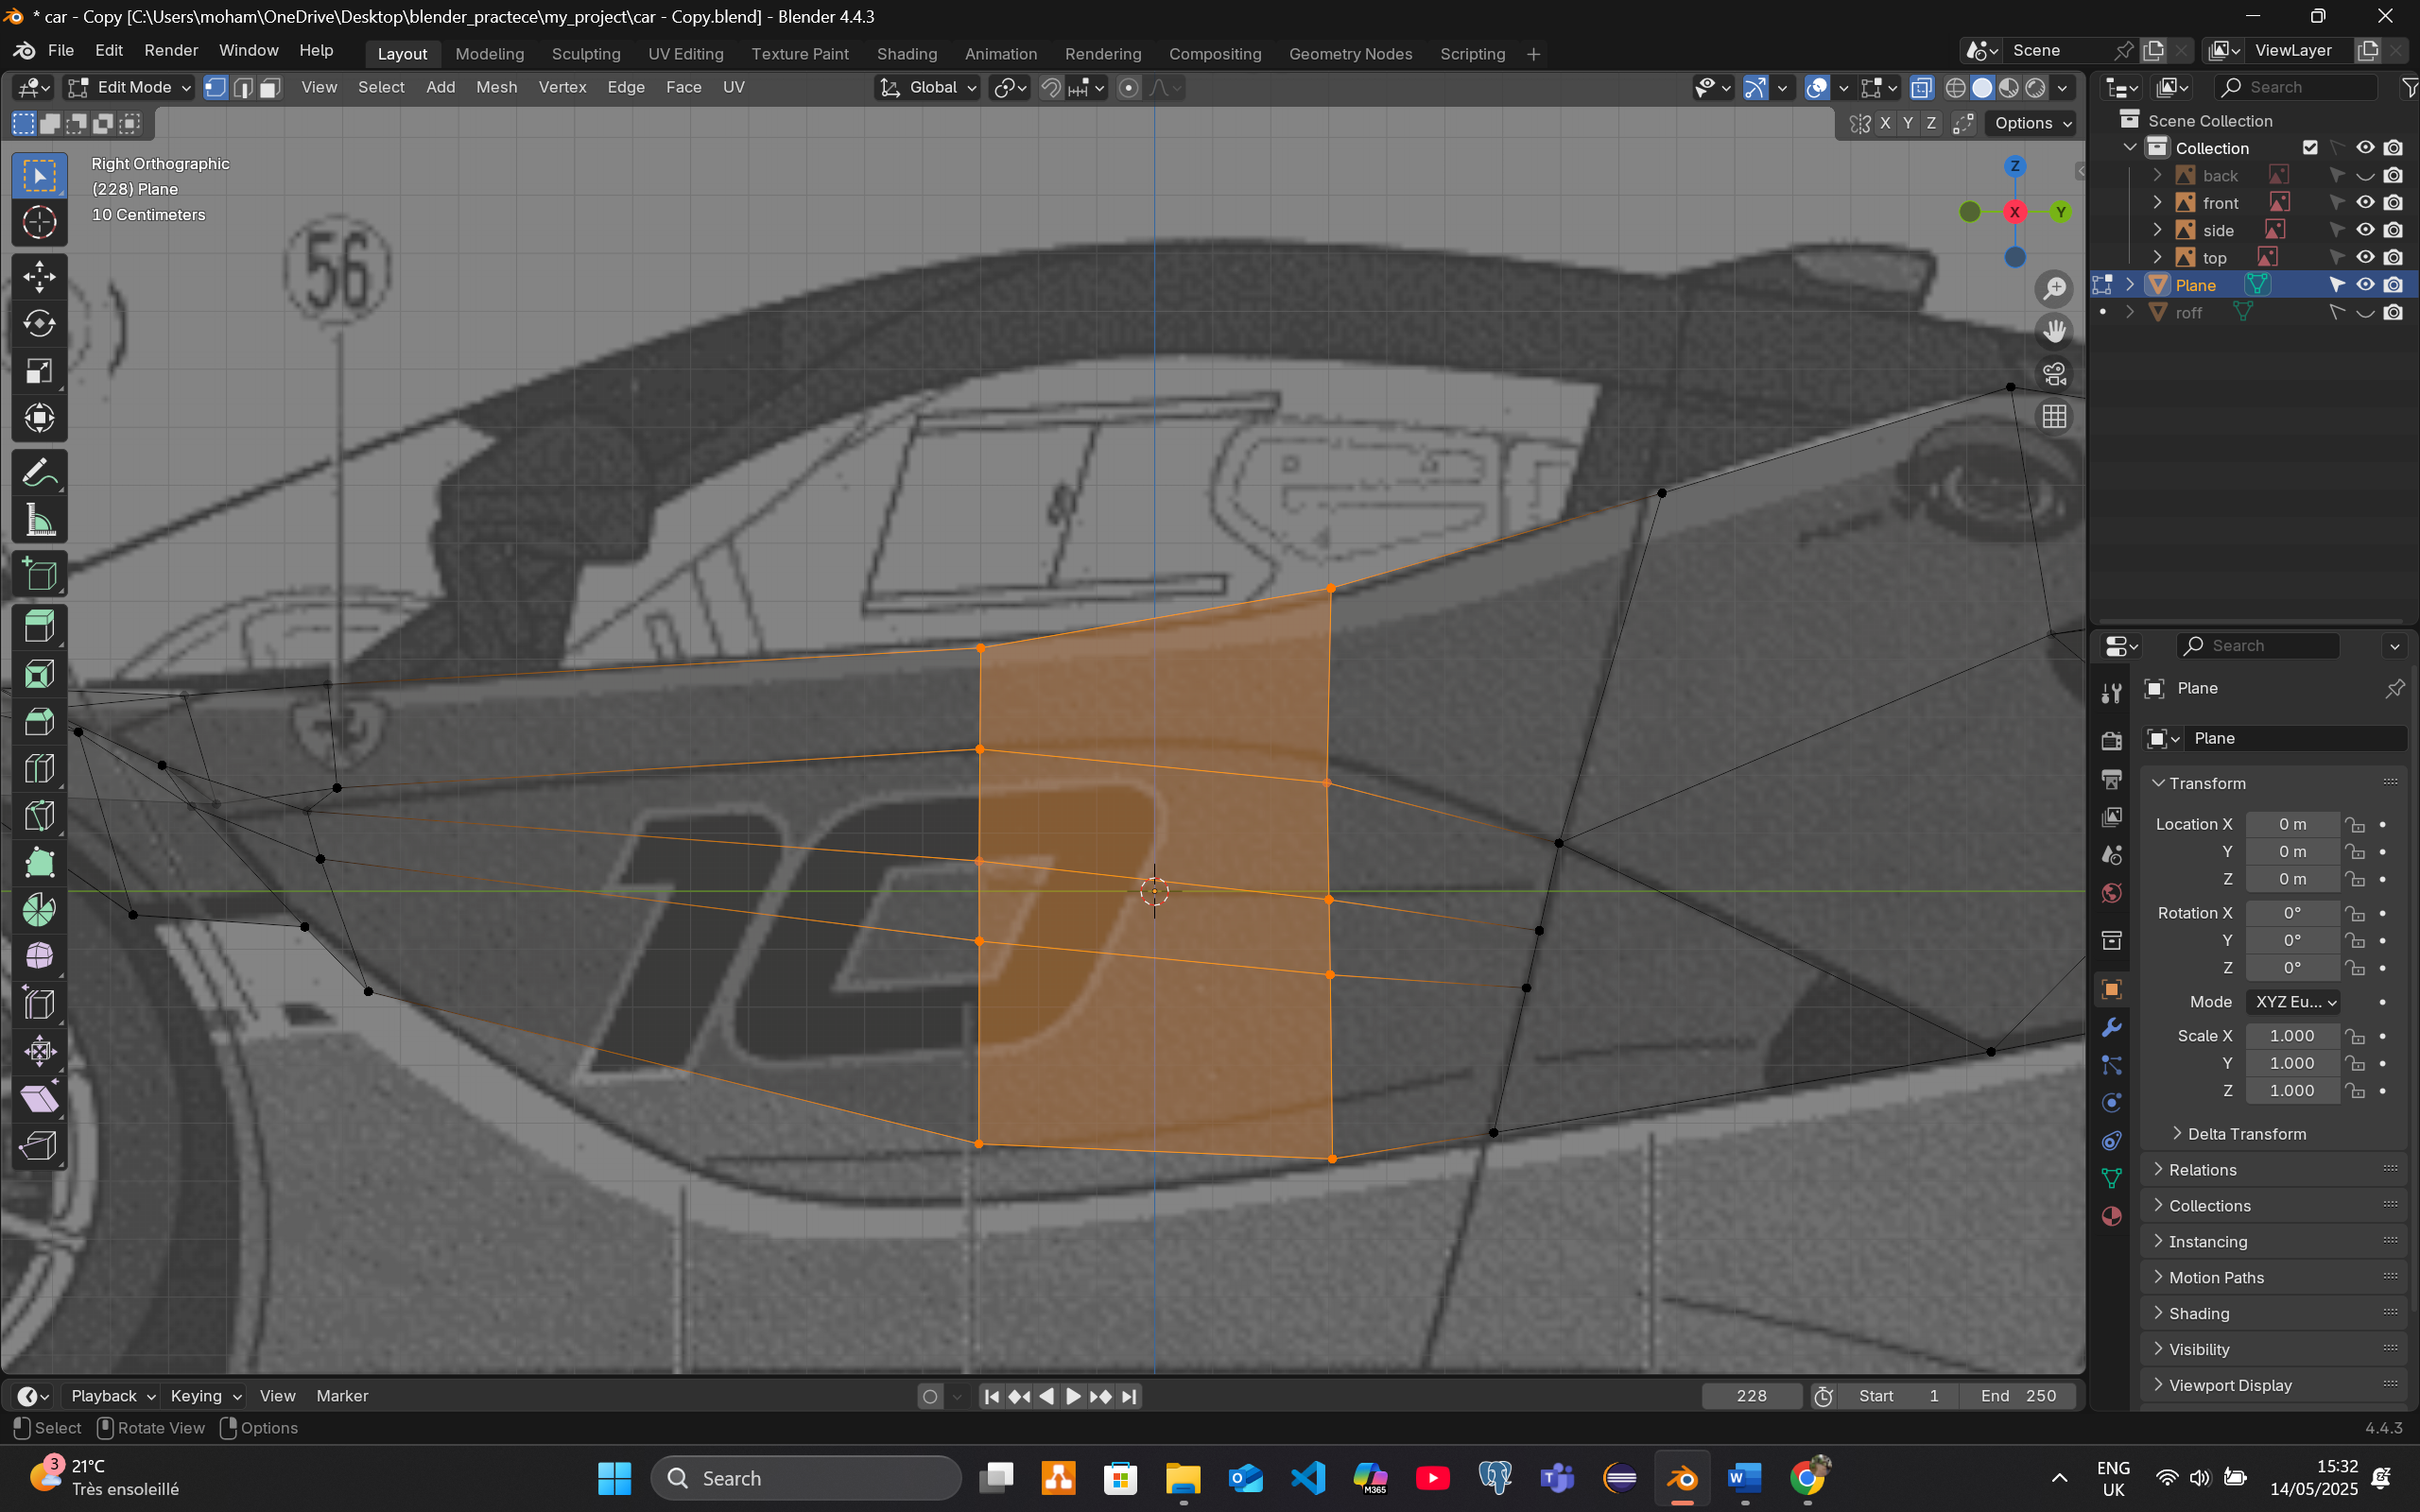 * car - Copy [C:\Users\moham\OneDrive\Desktop\blender_practece\my_project\car - Copy.blend] - Blender 4.4.3
File Edit Render Window Help Layout Modeling Sculpting UV Editing Texture Paint Shading Animation Rendering Compositing Geometry Nodes Scripting + Scene ViewLayer
Edit Mode View Select Add Mesh Vertex Edge Face UV Global Search
X Y Z Options
Scene Collection
Collection
back
front
side
top
Plane
roff
Right Orthographic
(228) Plane
10 Centimeters
Z
X
Y
56
10
Search
Plane
Plane
Transform
Location X 0 m
Y 0 m
Z 0 m
Rotation X 0°
Y 0°
Z 0°
Mode XYZ Eu...
Scale X 1.000
Y 1.000
Z 1.000
Delta Transform
Relations
Collections
Instancing
Motion Paths
Shading
Visibility
Viewport Display
Playback Keying View Marker 228 Start 1 End 250
Select Rotate View Options 4.4.3
3
21°C
Très ensoleillé
Search
M365
ENG
UK
15:32
14/05/2025